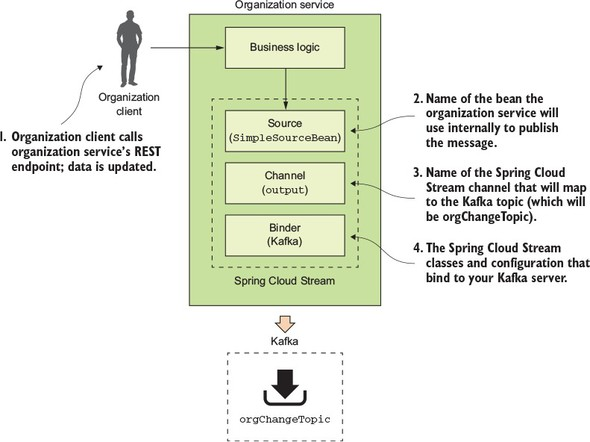 Organization service
Business logic
Organization
client
1. Organization client calls
organization service's REST
endpoint; data is updated.
Source
(SimpleSourceBean)
2. Name of the bean the
organization service will
use internally to publish
the message.
Channel
(output)
3. Name of the Spring Cloud
Stream channel that will map
to the Kafka topic (which will
be orgChangeTopic).
Binder
(Kafka)
4. The Spring Cloud Stream
classes and configuration that
bind to your Kafka server.
Spring Cloud Stream
Kafka
orgChangeTopic